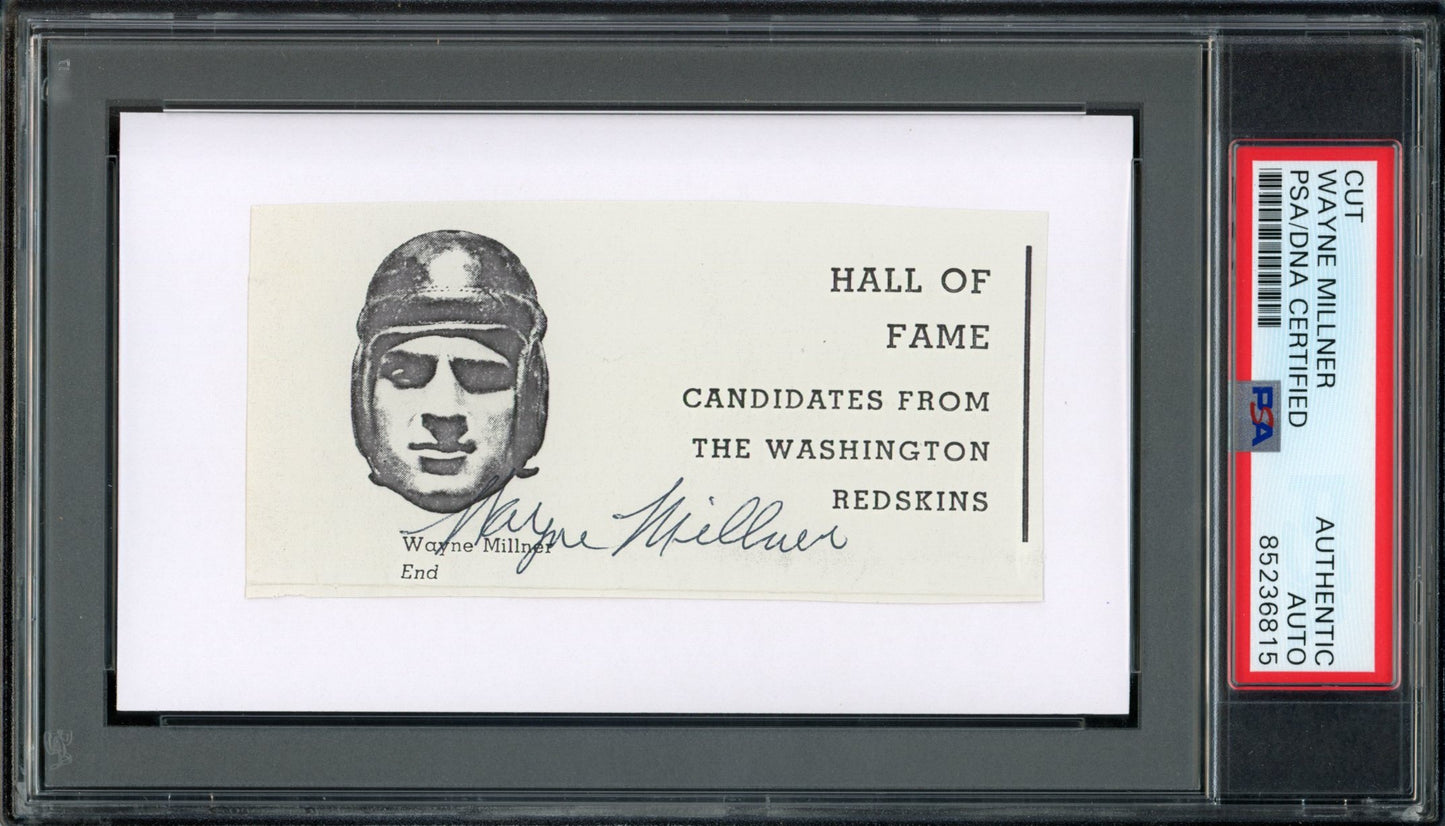 HALL OF
FAME
CANDIDATES FROM
THE WASHINGTON
REDSKINS
Wayne Millner
Wayne Millner
End
CUT
WAYNE MILLNER
PSA/DNA CERTIFIED
AUTHENTIC
AUTO
85236815
PSA